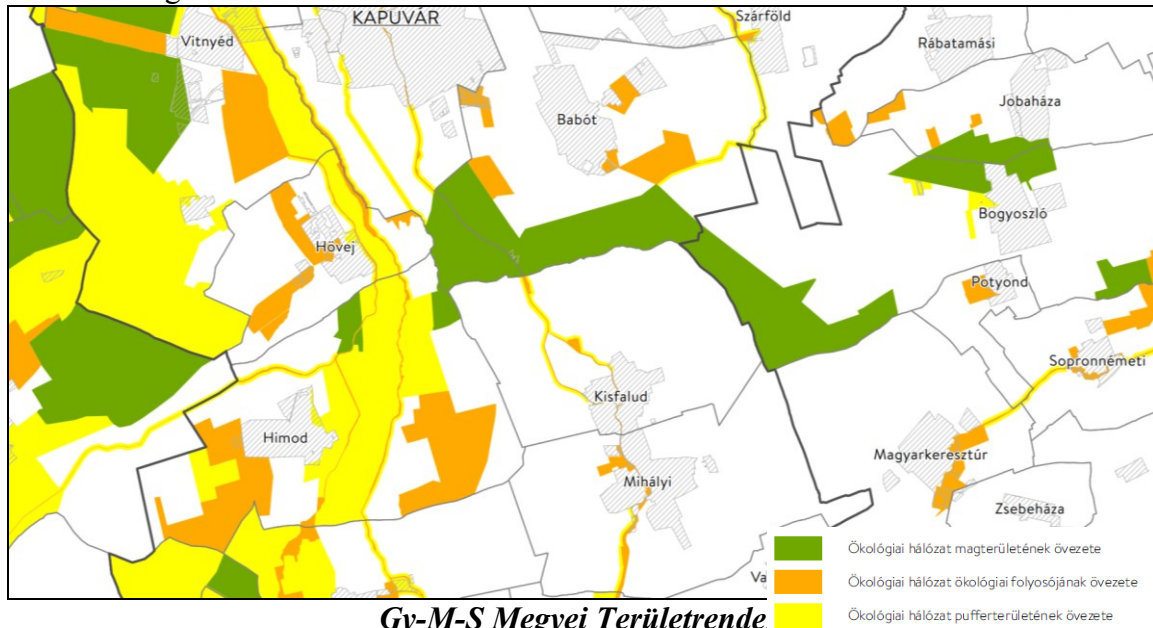 KAPUVÁR
Szárföld
Vitnyéd
Rábatamási
Jobaháza
Babót
Bogyoszló
Hövej
Potyond
Sopronnémeti
Kisfalud
Himod
Magyarkeresztúr
Mihályi
Zsebeháza
Ökológiai hálózat magterületének övezete
Ökológiai hálózat ökológiai folyosójának övezete
Ökológiai hálózat pufferterületének övezete
Gy-M-S Megyei Területrende